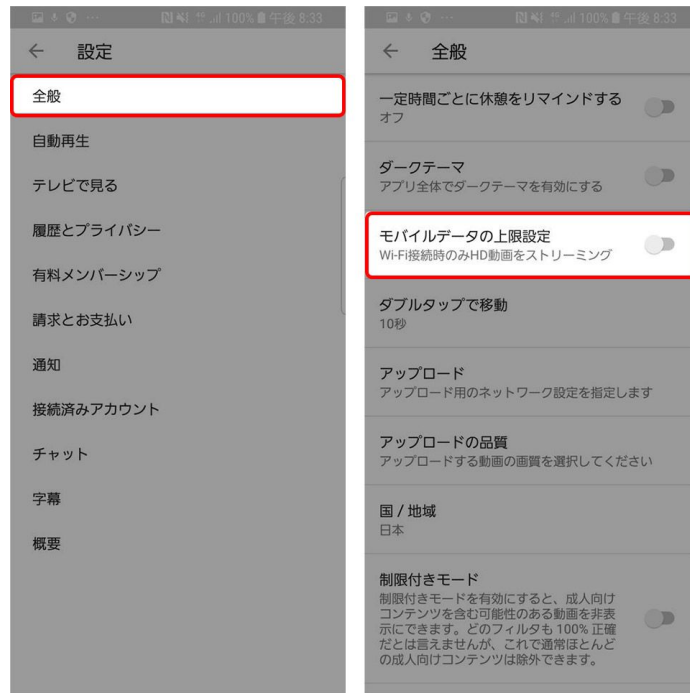 100% 午後 8:33
設定
全般
自動再生
テレビで見る
履歴とプライバシー
有料メンバーシップ
請求とお支払い
通知
接続済みアカウント
チャット
字幕
概要
100% 午後 8:33
全般
一定時間ごとに休憩をリマインドする
オフ
ダークテーマ
アプリ全体でダークテーマを有効にする
モバイルデータの上限設定
Wi-Fi接続時のみHD動画をストリーミング
ダブルタップで移動
10秒
アップロード
アップロード用のネットワーク設定を指定します
アップロードの品質
アップロードする動画の画質を選択してください
国 / 地域
日本
制限付きモード
制限付きモードを有効にすると、成人向け
コンテンツを含む可能性のある動画を非表
示にできます。どのフィルタも 100% 正確
だとは言えませんが、これで通常ほとんど
の成人向けコンテンツは除外できます。